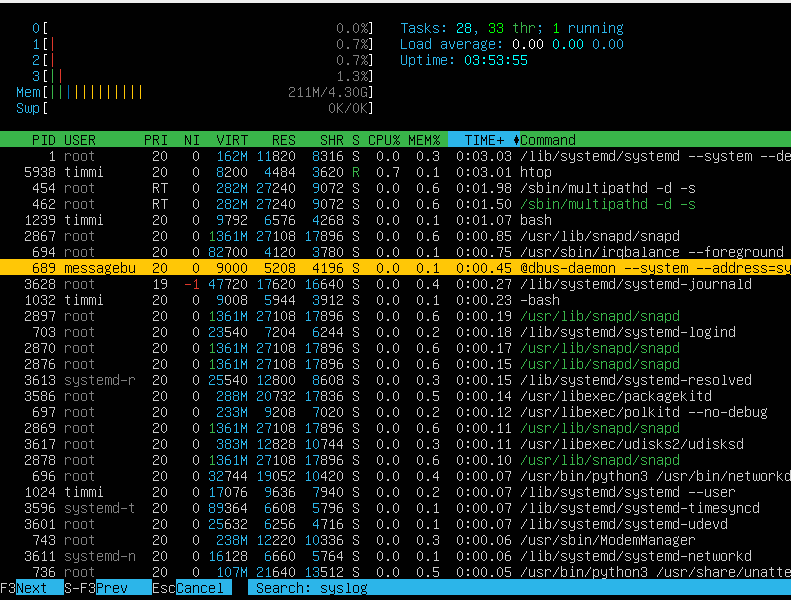 0[ 0.0%] Tasks: 28, 33 thr; 1 running
1[| 0.7%] Load average: 0.00 0.00 0.00
2[| 0.7%] Uptime: 03:53:55
3[|| 1.3%]
Mem[|||||||||||| 211M/4.30G]
Swp[ 0K/0K]
PID USER PRI NI VIRT RES SHR S CPU% MEM% TIME+ Command
1 root 20 0 162M 11820 8316 S 0.0 0.3 0:03.03 /lib/systemd/systemd --system --de
5938 timmi 20 0 8200 4484 3620 R 0.7 0.1 0:03.01 htop
454 root RT 0 282M 27240 9072 S 0.0 0.6 0:01.98 /sbin/multipathd -d -s
462 root RT 0 282M 27240 9072 S 0.0 0.6 0:01.50 /sbin/multipathd -d -s
1239 timmi 20 0 9792 6576 4268 S 0.0 0.1 0:01.07 bash
2867 root 20 0 1361M 27108 17896 S 0.0 0.6 0:00.85 /usr/lib/snapd/snapd
694 root 20 0 82700 4120 3780 S 0.0 0.1 0:00.75 /usr/sbin/irqbalance --foreground
689 messagebu 20 0 9000 5208 4196 S 0.0 0.1 0:00.45 @dbus-daemon --system --address=sy
3628 root 19 -1 47720 17620 16640 S 0.0 0.4 0:00.27 /lib/systemd/systemd-journald
1032 timmi 20 0 9008 5944 3912 S 0.0 0.1 0:00.23 -bash
2897 root 20 0 1361M 27108 17896 S 0.0 0.6 0:00.19 /usr/lib/snapd/snapd
703 root 20 0 23540 7204 6244 S 0.0 0.2 0:00.18 /lib/systemd/systemd-logind
2870 root 20 0 1361M 27108 17896 S 0.0 0.6 0:00.17 /usr/lib/snapd/snapd
2876 root 20 0 1361M 27108 17896 S 0.0 0.6 0:00.15 /usr/lib/snapd/snapd
3613 systemd-r 20 0 25540 12800 8608 S 0.0 0.3 0:00.15 /lib/systemd/systemd-resolved
3586 root 20 0 288M 20732 17836 S 0.0 0.5 0:00.14 /usr/libexec/packagekitd
697 root 20 0 233M 9208 7020 S 0.0 0.2 0:00.12 /usr/libexec/polkitd --no-debug
2869 root 20 0 1361M 27108 17896 S 0.0 0.6 0:00.11 /usr/lib/snapd/snapd
3617 root 20 0 383M 12828 10744 S 0.0 0.3 0:00.11 /usr/libexec/udisks2/udisksd
2878 root 20 0 1361M 27108 17896 S 0.0 0.6 0:00.10 /usr/lib/snapd/snapd
696 root 20 0 32744 19052 10420 S 0.0 0.4 0:00.07 /usr/bin/python3 /usr/bin/networkd
1024 timmi 20 0 17076 9636 7940 S 0.0 0.2 0:00.07 /lib/systemd/systemd --user
3596 systemd-t 20 0 89364 6608 5796 S 0.0 0.1 0:00.07 /lib/systemd/systemd-timesyncd
3601 root 20 0 25632 6256 4716 S 0.0 0.1 0:00.07 /lib/systemd/systemd-udevd
743 root 20 0 238M 12220 10336 S 0.0 0.3 0:00.06 /usr/sbin/ModemManager
3611 systemd-n 20 0 16128 6660 5764 S 0.0 0.1 0:00.06 /lib/systemd/systemd-networkd
736 root 20 0 107M 21640 13512 S 0.0 0.5 0:00.05 /usr/bin/python3 /usr/share/unatte
F3Next S-F3Prev EscCancel Search: syslog